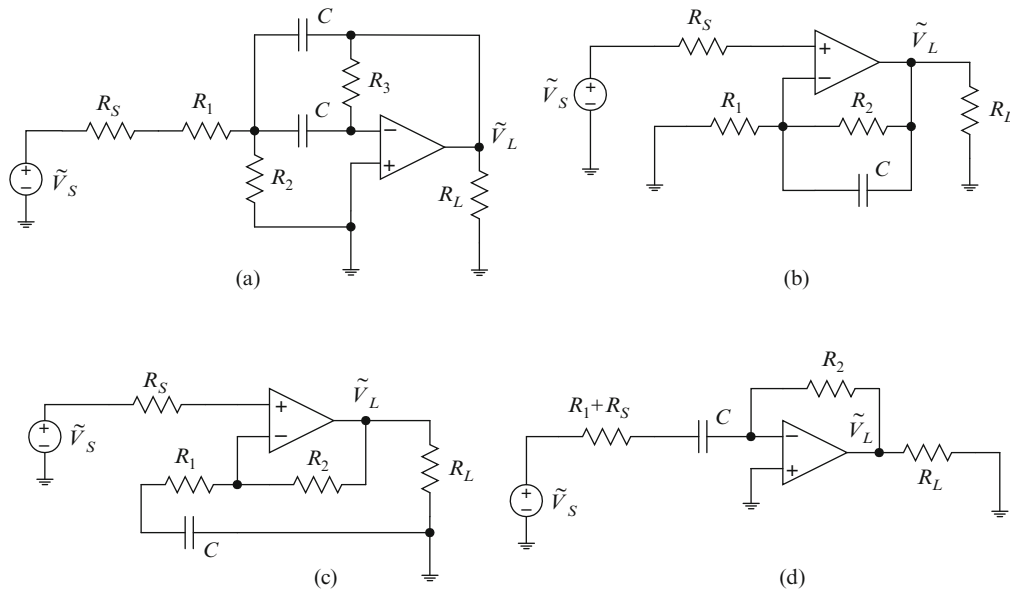 C
R_S
R_1
C
R_3
Ṽ_S
R_2
Ṽ_L
R_L
+
−
−
+
(a)
R_S
Ṽ_L
Ṽ_S
R_1
R_2
R_L
C
+
−
+
−
(b)
R_S
Ṽ_L
Ṽ_S
R_1
R_2
R_L
C
+
−
+
−
(c)
R_2
R_1+R_S
C
Ṽ_L
R_L
Ṽ_S
+
−
−
+
(d)